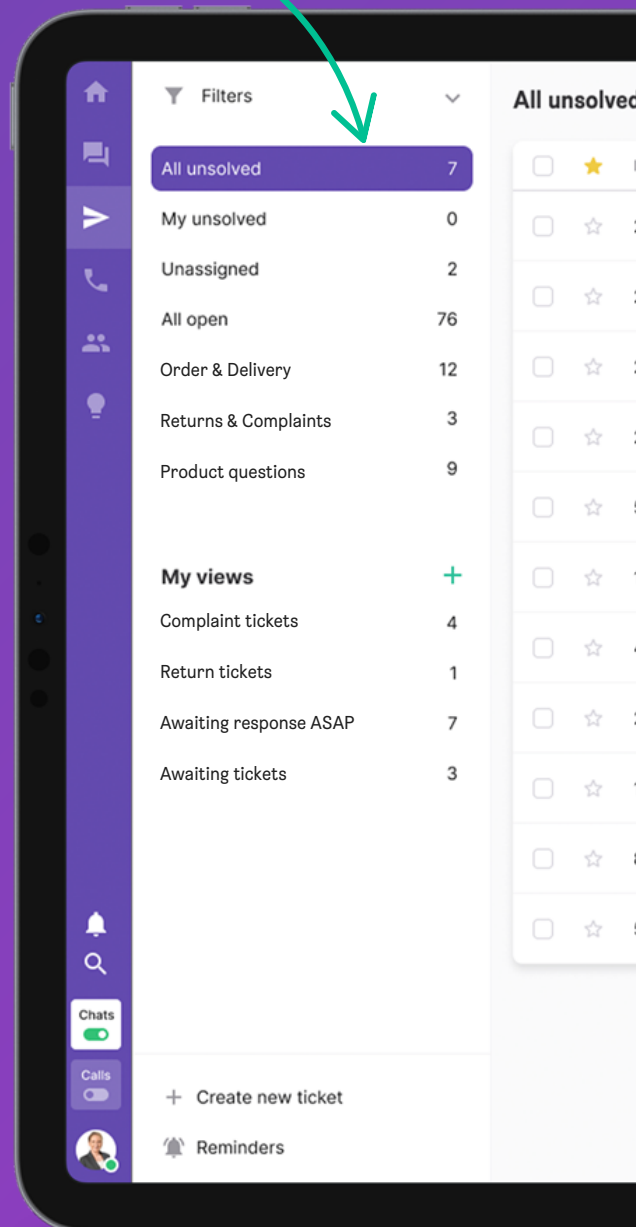 Filters
All unsolved
All unsolved 7
My unsolved 0
Unassigned 2
All open 76
Order & Delivery 12
Returns & Complaints 3
Product questions 9
My views +
Complaint tickets 4
Return tickets 1
Awaiting response ASAP 7
Awaiting tickets 3
Chats
Calls
+ Create new ticket
Reminders